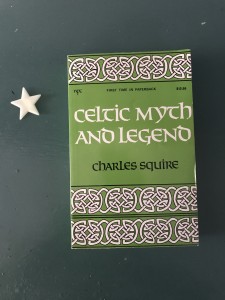 FIRST TIME IN PAPERBACK
CELTIC MYTH
AND LEGEND
CHARLES SQUIRE